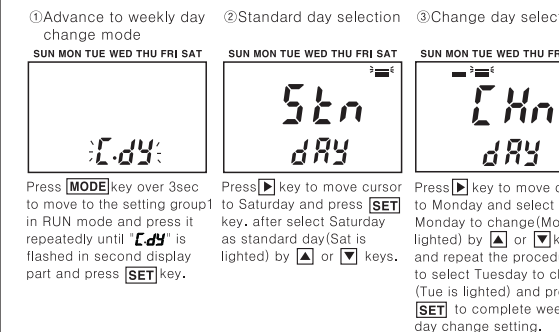 ①Advance to weekly day
change mode
SUN MON TUE WED THU FRI SAT
C.dY
Press MODE key over 3sec
to move to the setting group1
in RUN mode and press it
repeatedly until "C.dY" is
flashed in second display
part and press SET key.
②Standard day selection
SUN MON TUE WED THU FRI SAT
Stn
dAY
Press ▶ key to move cursor
to Saturday and press SET
key. after select Saturday
as standard day(Sat is
lighted) by ▲ or ▼ keys.
③Change day selec
SUN MON TUE WED THU FR
CHn
dAY
Press ▶ key to move
to Monday and select
Monday to change(Mo
lighted) by ▲ or ▼ k
and repeat the proced
to select Tuesday to c
(Tue is lighted) and pr
SET to complete wee
day change setting.